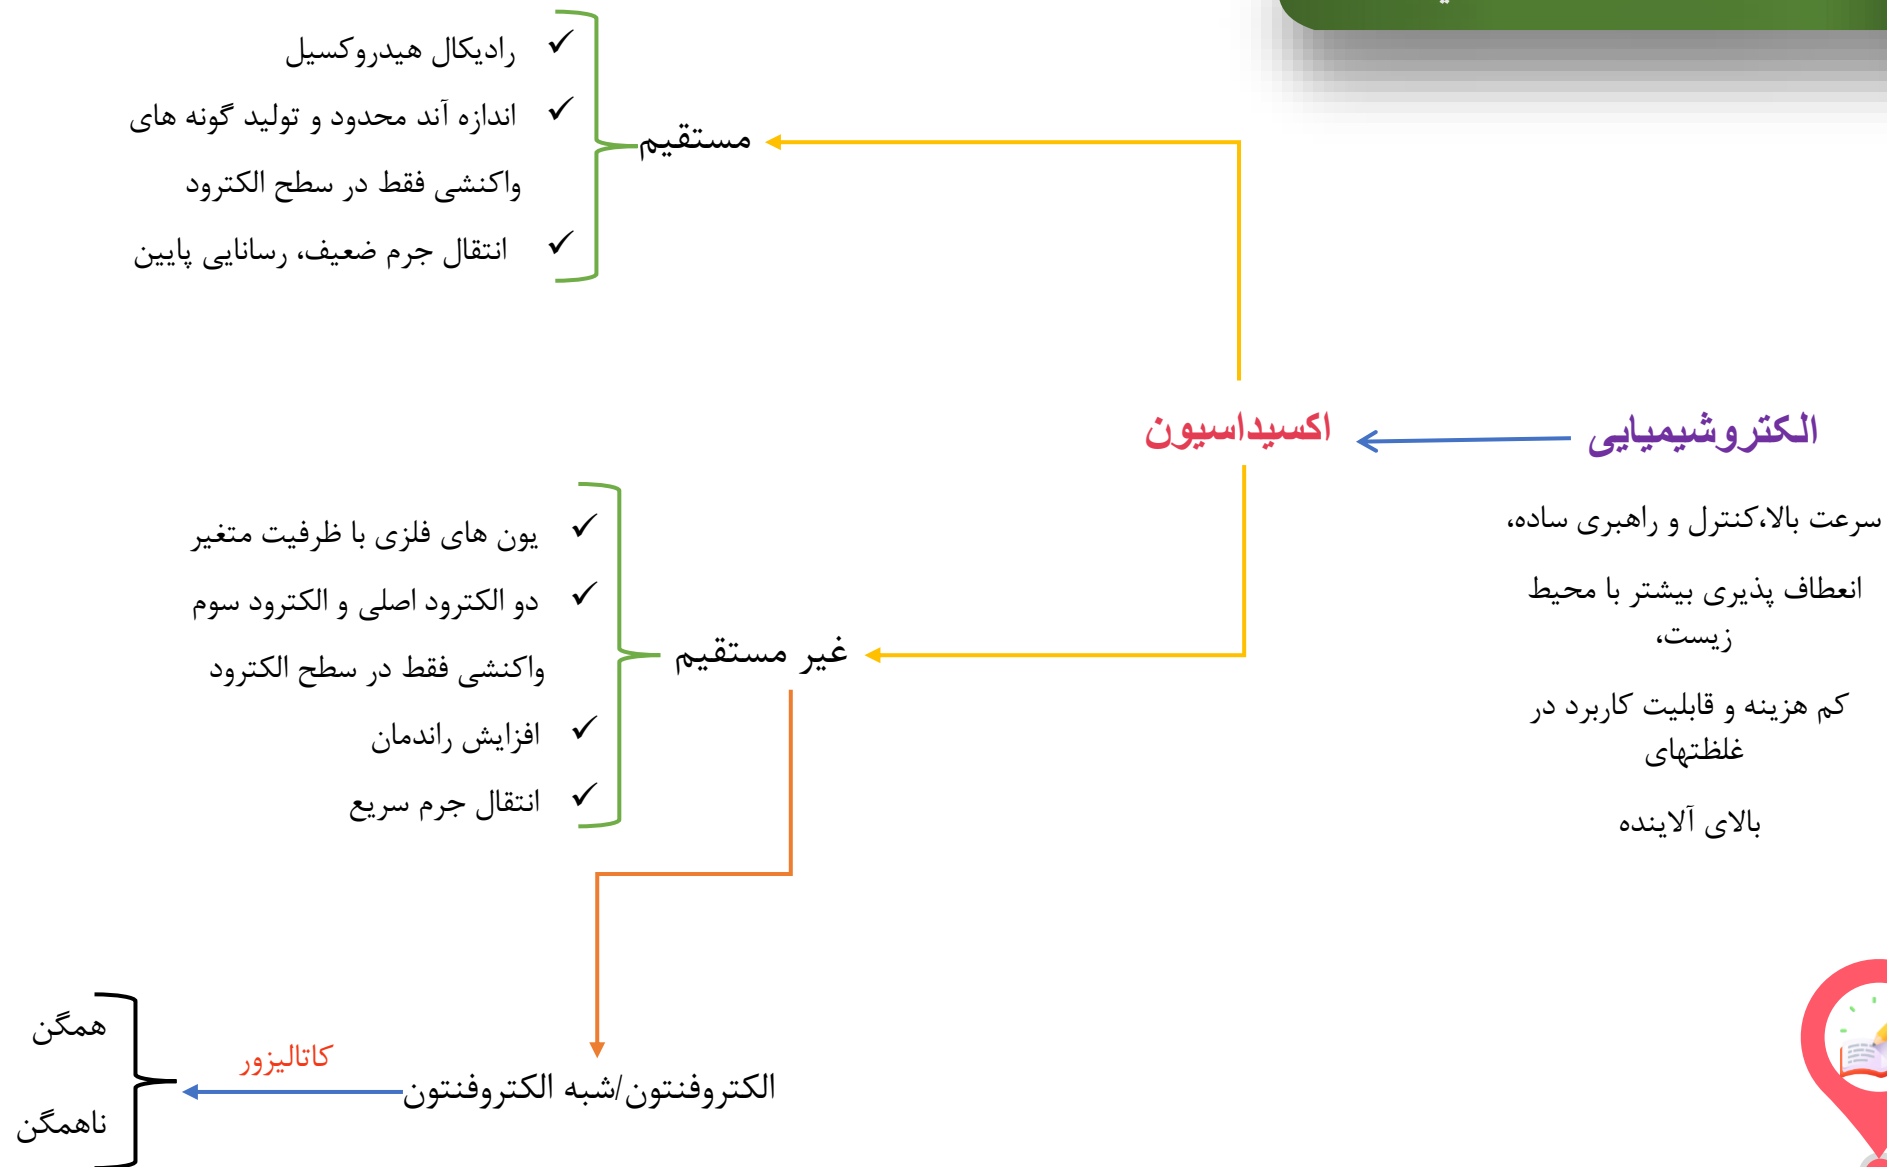 الکتروشیمیایی
سرعت بالا،کنترل و راهبری ساده،
انعطاف پذیری بیشتر با محیط
زیست،
کم هزینه و قابلیت کاربرد در
غلظتهای
بالای آلاینده
اکسیداسیون
مستقیم
✓ رادیکال هیدروکسیل
✓ اندازه آند محدود و تولید گونه های
واکنشی فقط در سطح الکترود
✓ انتقال جرم ضعیف، رسانایی پایین
غیر مستقیم
✓ یون های فلزی با ظرفیت متغیر
✓ دو الکترود اصلی و الکترود سوم
واکنشی فقط در سطح الکترود
✓ افزایش راندمان
✓ انتقال جرم سریع
الکتروفنتون/شبه الکتروفنتون
کاتالیزور
همگن
ناهمگن